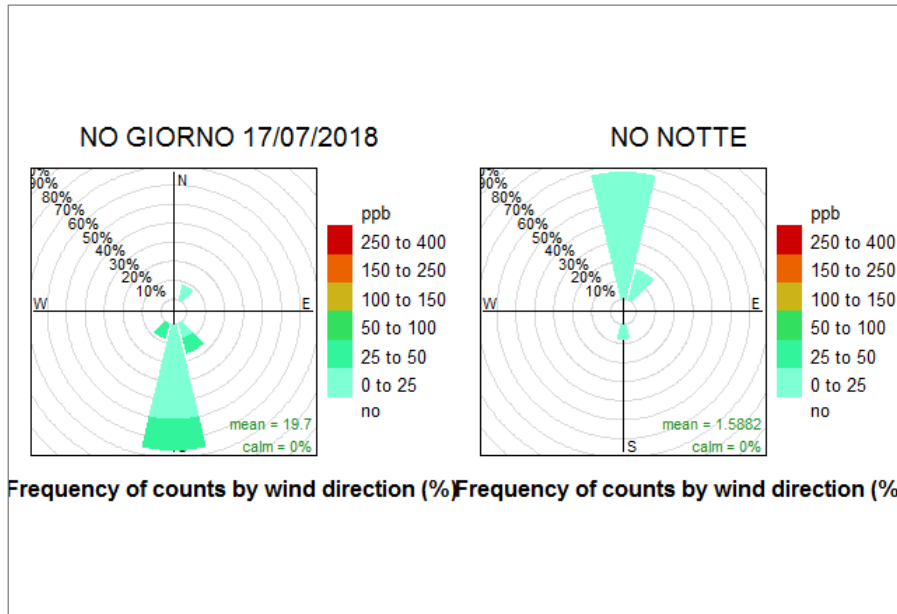 NO GIORNO 17/07/2018
N
W
E
90%
80%
70%
60%
50%
40%
30%
20%
10%
mean = 19.7
calm = 0%
ppb
250 to 400
150 to 250
100 to 150
50 to 100
25 to 50
0 to 25
no
Frequency of counts by wind direction (%)
NO NOTTE
N
W
E
S
90%
80%
70%
60%
50%
40%
30%
20%
10%
mean = 1.5882
calm = 0%
ppb
250 to 400
150 to 250
100 to 150
50 to 100
25 to 50
0 to 25
no
Frequency of counts by wind direction (%